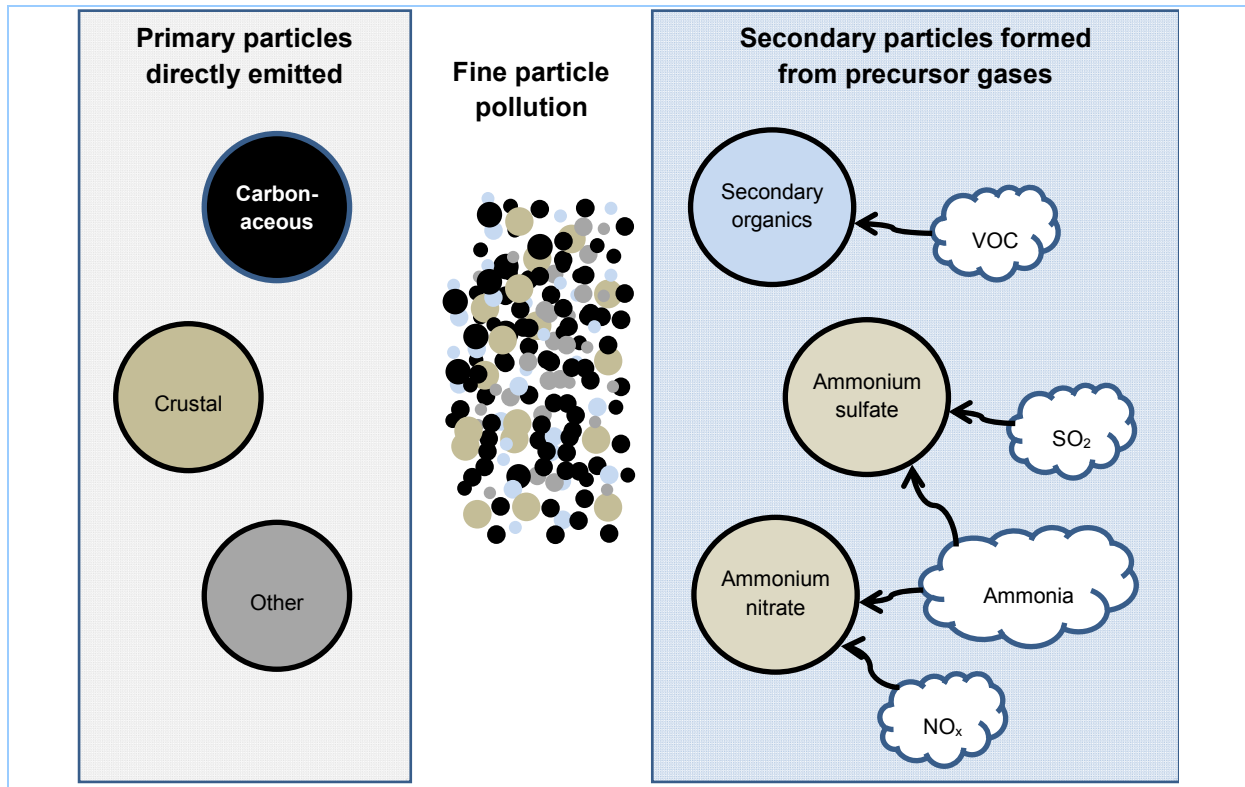 Primary particles
directly emitted
Carbon-
aceous
Crustal
Other
Fine particle
pollution
Secondary particles formed
from precursor gases
Secondary
organics
VOC
Ammonium
sulfate
SO₂
Ammonium
nitrate
Ammonia
NOₓ